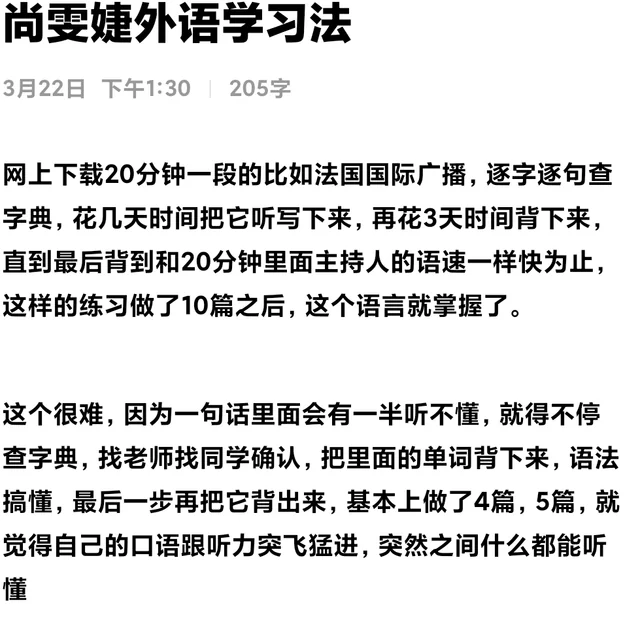 尚雯婕外语学习法
3月22日 下午1:30 | 205字
网上下载20分钟一段的比如法国国际广播，逐字逐句查
字典，花几天时间把它听写下来，再花3天时间背下来，
直到最后背到和20分钟里面主持人的语速一样快为止，
这样的练习做了10篇之后，这个语言就掌握了。
这个很难，因为一句话里面会有一半听不懂，就得不停
查字典，找老师找同学确认，把里面的单词背下来，语法
搞懂，最后一步再把它背出来，基本上做了4篇，5篇，就
觉得自己的口语跟听力突飞猛进，突然之间什么都能听
懂